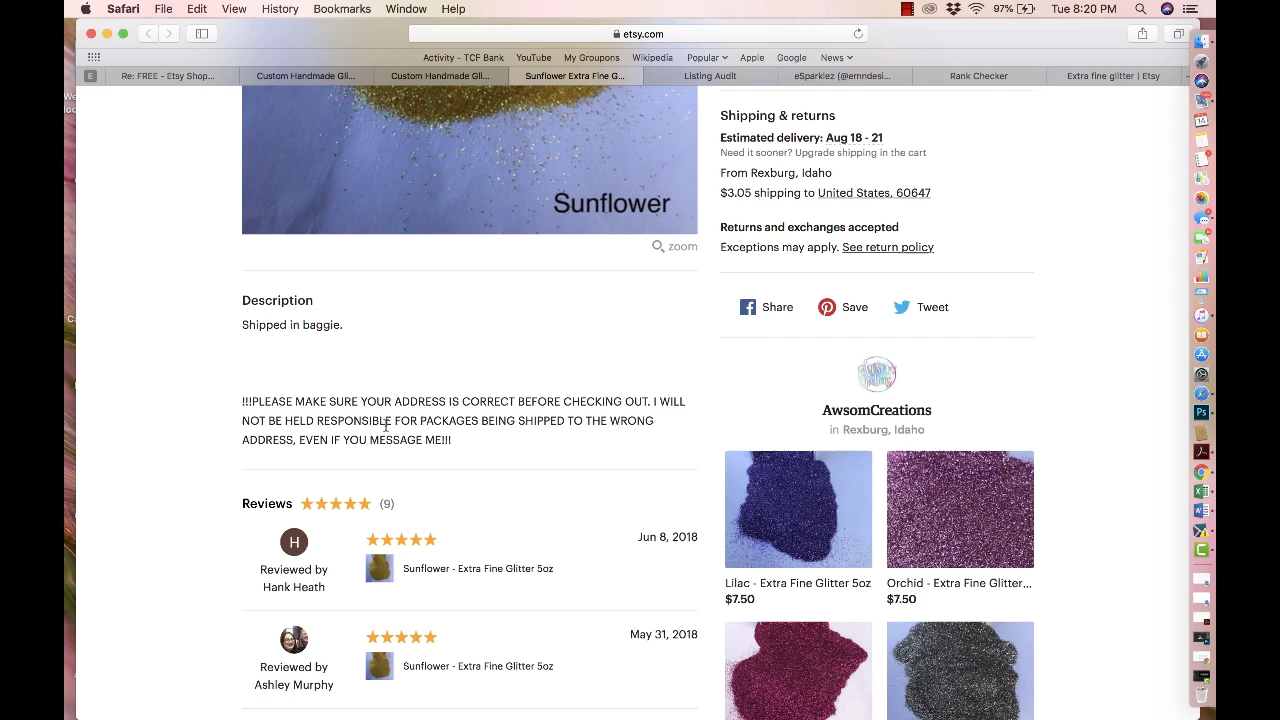 Safari File Edit View History Bookmarks Window Help
9% Tue 8:20 PM
etsy.com
Activity - TCF Bank YouTube My Groupons Wikipedia Popular Apple Google News
E Re: FREE - Etsy Shop... Custom Handmade Gli... Custom Handmade Gli... Sunflower Extra Fine G... Listing Audit eSparklez (@erndesi... Rank Checker Extra fine glitter | Etsy
Sunflower
zoom
Description
Shipped in baggie.
!!!PLEASE MAKE SURE YOUR ADDRESS IS CORRECT BEFORE CHECKING OUT. I WILL
NOT BE HELD RESPONSIBLE FOR PACKAGES BEING SHIPPED TO THE WRONG
ADDRESS, EVEN IF YOU MESSAGE ME!!!
Reviews (9)
H
Jun 8, 2018
Reviewed by
Hank Heath
Sunflower - Extra Fine Glitter 5oz
May 31, 2018
Reviewed by
Ashley Murphy
Sunflower - Extra Fine Glitter 5oz
Shipping & returns
Estimated delivery: Aug 18 - 21
Need it sooner? Upgrade shipping in the cart
From Rexburg, Idaho
$3.05 shipping to United States, 60647
Returns and exchanges accepted
Exceptions may apply. See return policy
Share Save Tweet
AwsomCreations
in Rexburg, Idaho
Lilac - Extra Fine Glitter 5oz
$7.50
Orchid - Extra Fine Glitter...
$7.50